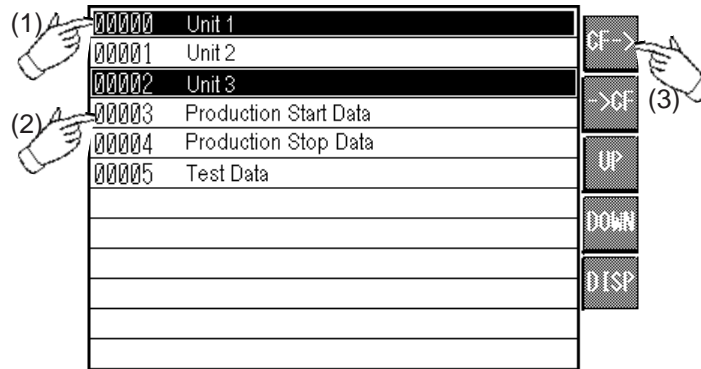 (1)
00000 Unit 1
00001 Unit 2
00002 Unit 3
(2)
00003 Production Start Data
00004 Production Stop Data
00005 Test Data
CF->
(3)
->CF
UP
DOWN
DISP